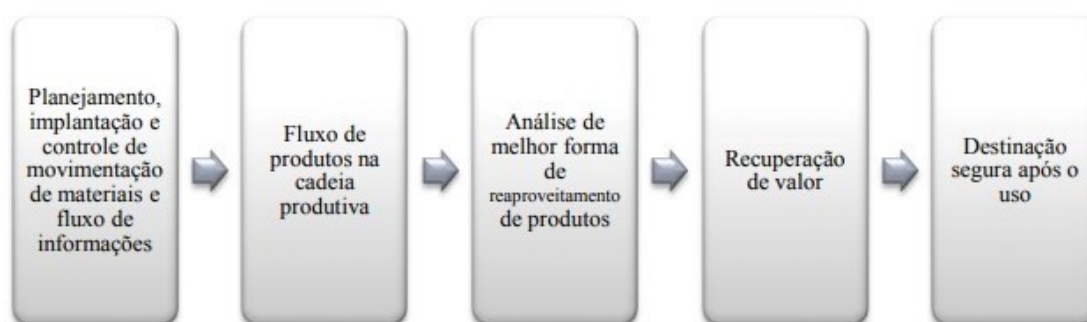 Planejamento,
implantação e
controle de
movimentação
de materiais e
fluxo de
informações
Fluxo de
produtos na
cadeia
produtiva
Análise de
melhor forma
de
reaproveitamento
de produtos
Recuperação
de valor
Destinação
segura após o
uso